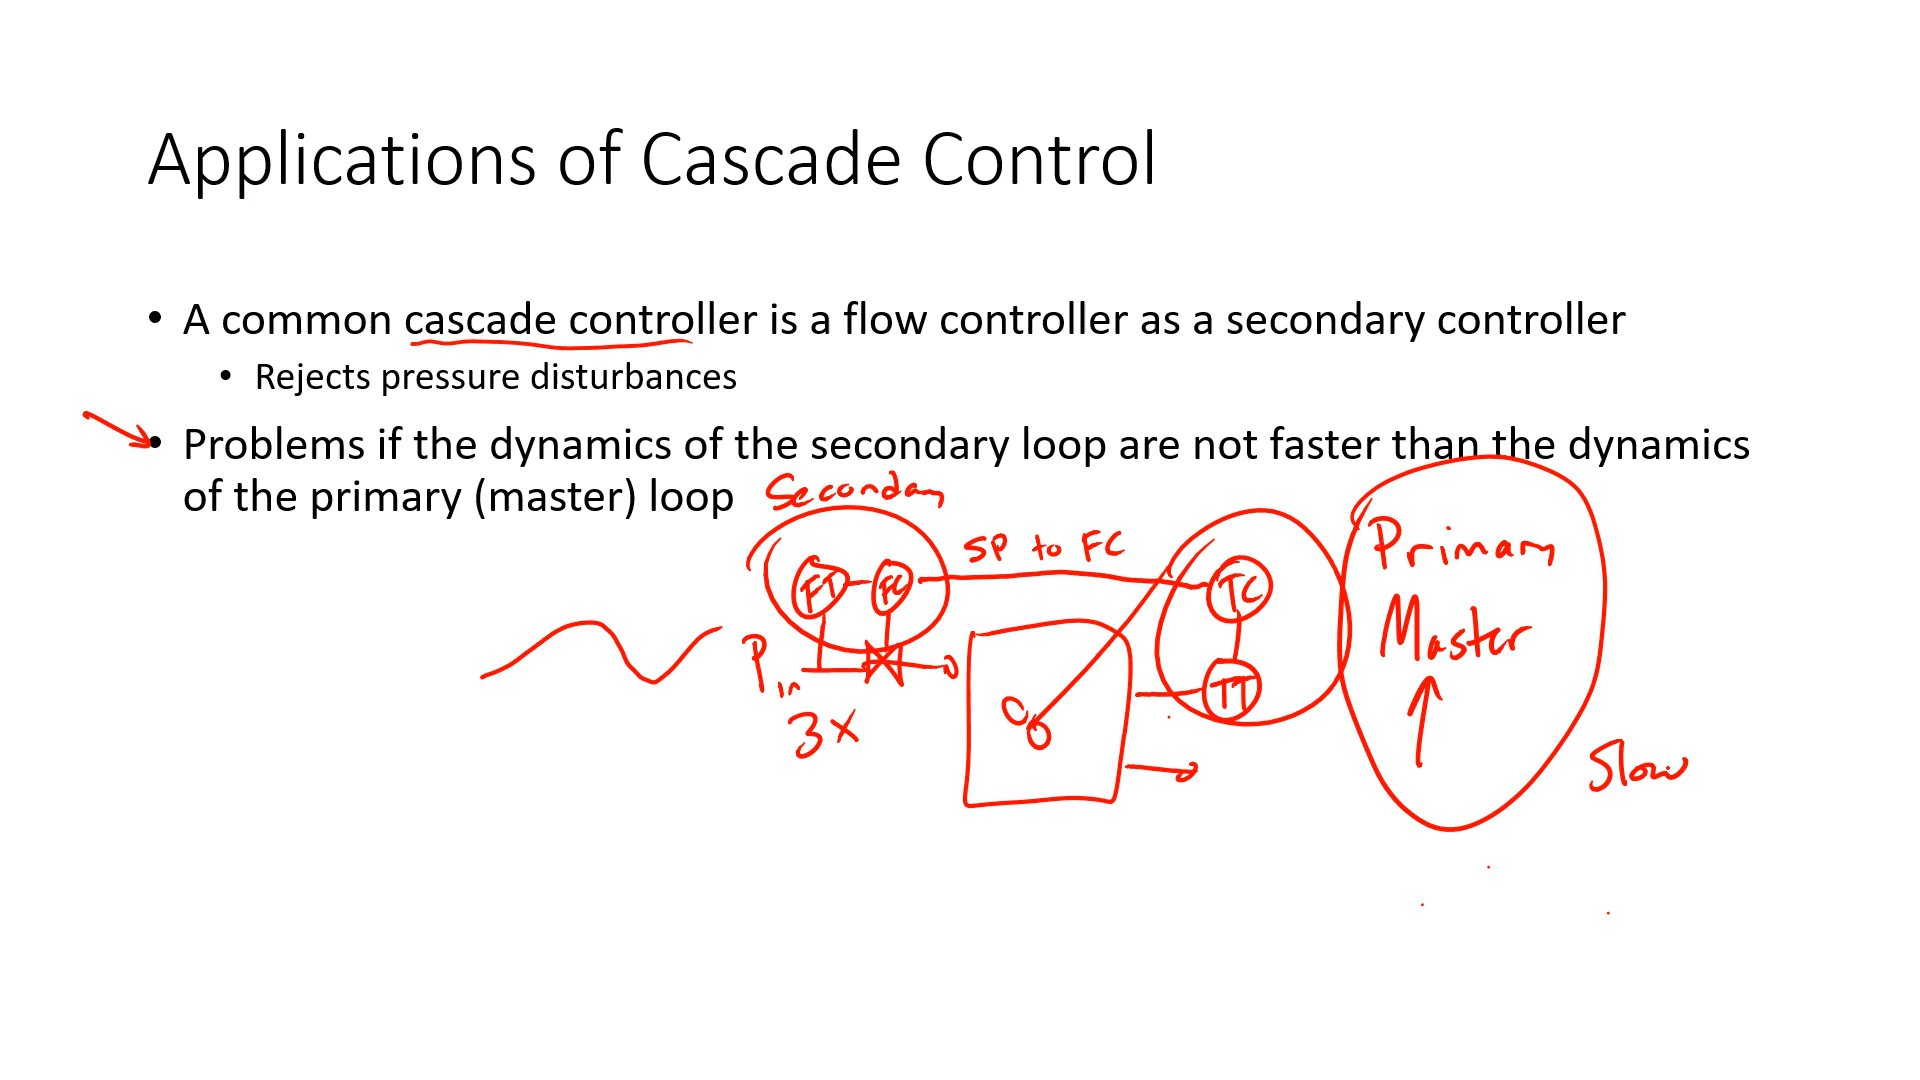 Applications of Cascade Control
• A common cascade controller is a flow controller as a secondary controller
• Rejects pressure disturbances
• Problems if the dynamics of the secondary loop are not faster than the dynamics
of the primary (master) loop
Secondary
SP to FC
FT FC
TC
Primary
Master
Pin
TT
3x
Slow